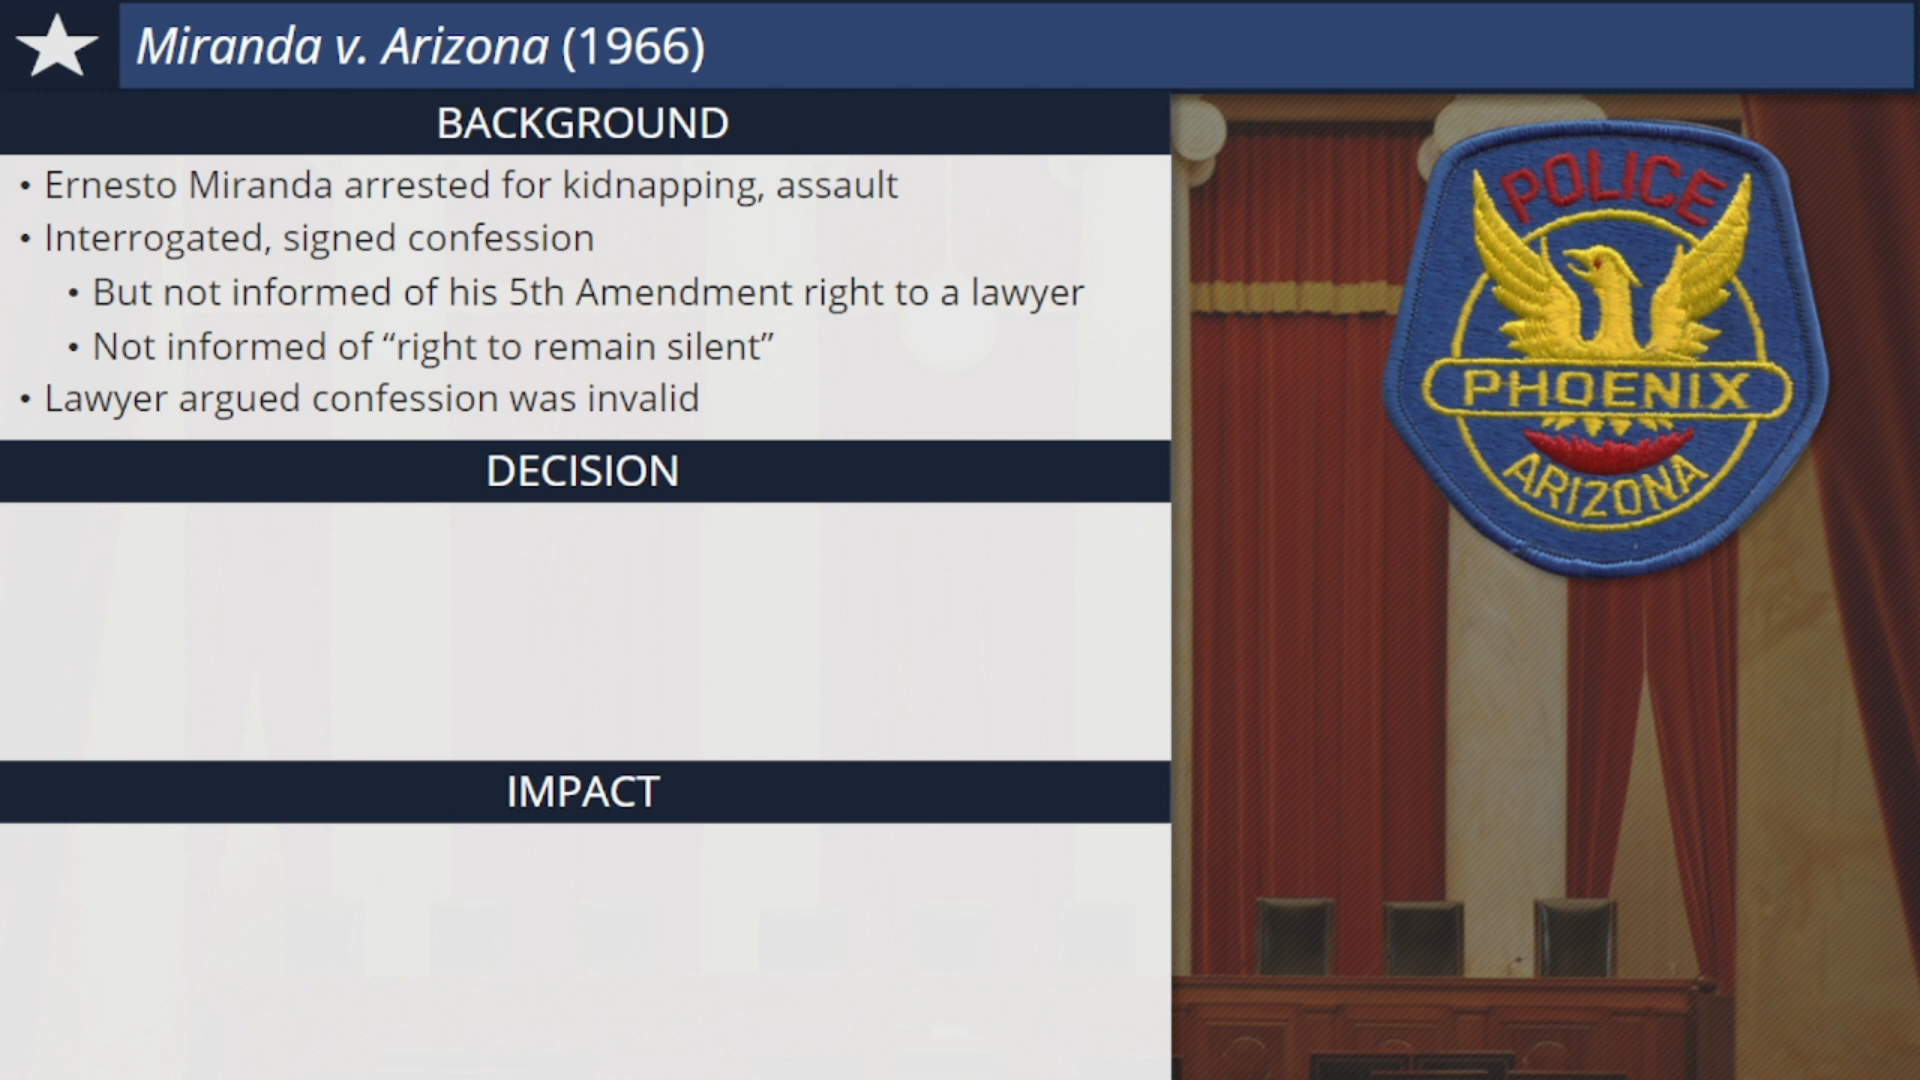 Miranda v. Arizona (1966)
BACKGROUND
• Ernesto Miranda arrested for kidnapping, assault
• Interrogated, signed confession
• But not informed of his 5th Amendment right to a lawyer
• Not informed of “right to remain silent”
• Lawyer argued confession was invalid
DECISION
IMPACT
POLICE
PHOENIX
ARIZONA